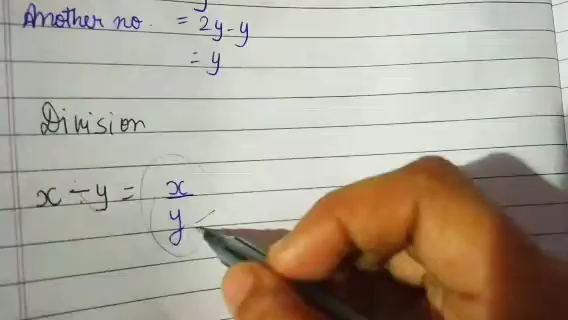 Another no. = 2y - y
= y
Division
x ÷ y = x/y